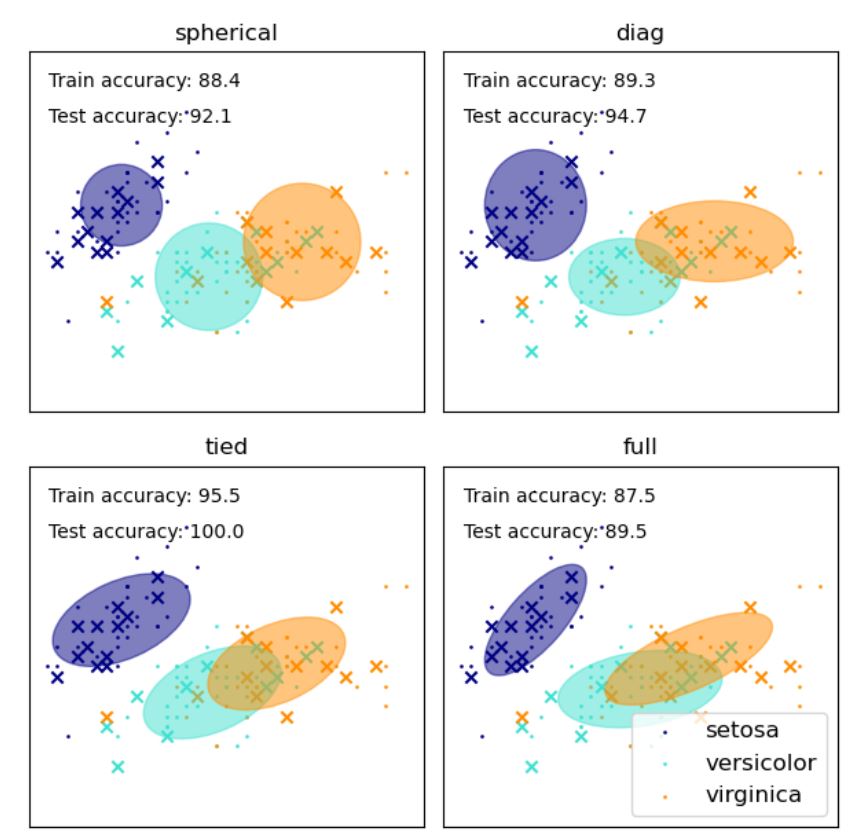 spherical
Train accuracy: 88.4
Test accuracy: 92.1
diag
Train accuracy: 89.3
Test accuracy: 94.7
tied
Train accuracy: 95.5
Test accuracy: 100.0
full
Train accuracy: 87.5
Test accuracy: 89.5
setosa
versicolor
virginica